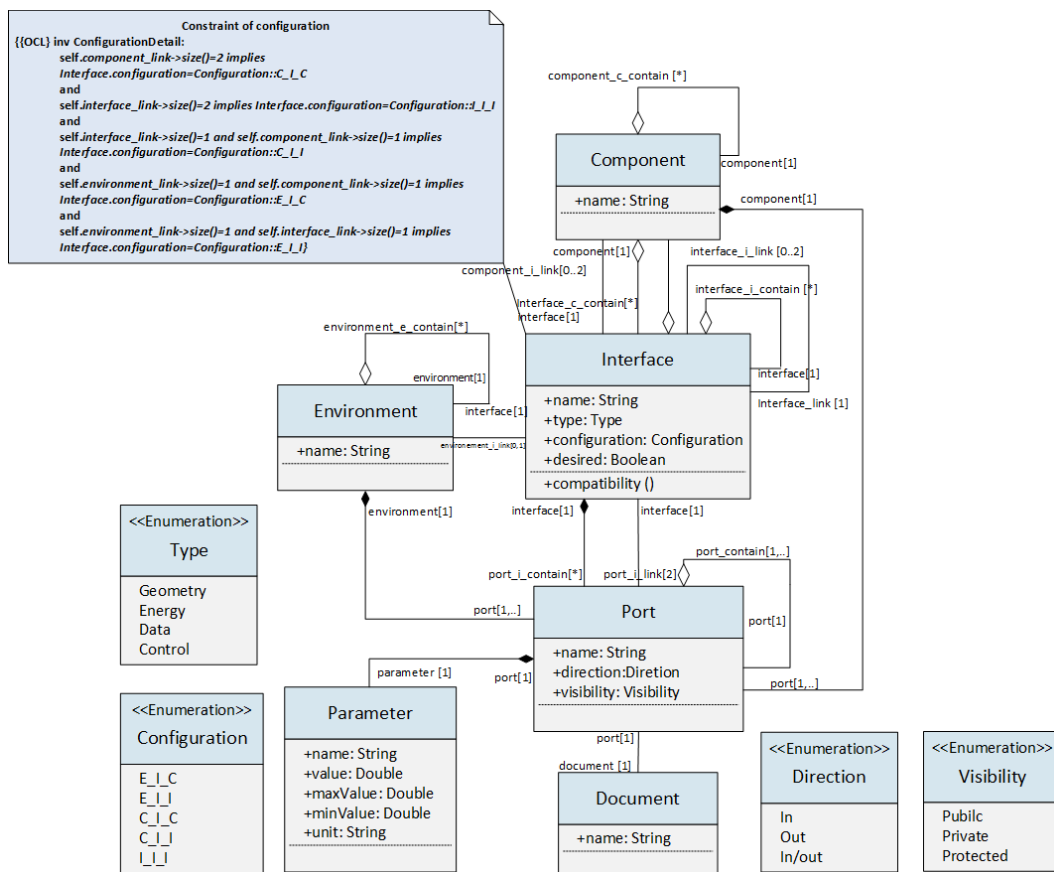 Constraint of configuration
{{OCL} inv ConfigurationDetail:
self.component_link->size()=2 implies
Interface.configuration=Configuration::C_I_C
and
self.interface_link->size()=2 implies Interface.configuration=Configuration::I_I_I
and
self.interface_link->size()=1 and self.component_link->size()=1 implies
Interface.configuration=Configuration::C_I_I
and
self.environment_link->size()=1 and self.component_link->size()=1 implies
Interface.configuration=Configuration::E_I_C
and
self.environment_link->size()=1 and self.interface_link->size()=1 implies
Interface.configuration=Configuration::E_I_I}
component_c_contain [*]
Component
component[1]
+name: String
component[1]
component[1]
interface_i_link [0..2]
component_i_link[0..2]
interface_i_contain [*]
Interface_c_contain[*]
interface[1]
environment_e_contain[*]
Interface
interface[1]
environment[1]
Environment
interface[1]
Interface_link [1]
+name: String
+type: Type
+configuration: Configuration
+desired: Boolean
+compatibility ()
environement_i_link[0,1]
+name: String
environment[1]
interface[1]
interface[1]
<<Enumeration>>
Type
Geometry
Energy
Data
Control
port_contain[1,..]
port_i_contain[*]
port_i_link[2]
port[1,..]
Port
port[1]
+name: String
+direction:Diretion
+visibility: Visibility
parameter [1]
port[1]
port[1,..]
<<Enumeration>>
Configuration
E_I_C
E_I_I
C_I_C
C_I_I
I_I_I
Parameter
+name: String
+value: Double
+maxValue: Double
+minValue: Double
+unit: String
port[1]
document [1]
Document
+name: String
<<Enumeration>>
Direction
In
Out
In/out
<<Enumeration>>
Visibility
Pubilc
Private
Protected